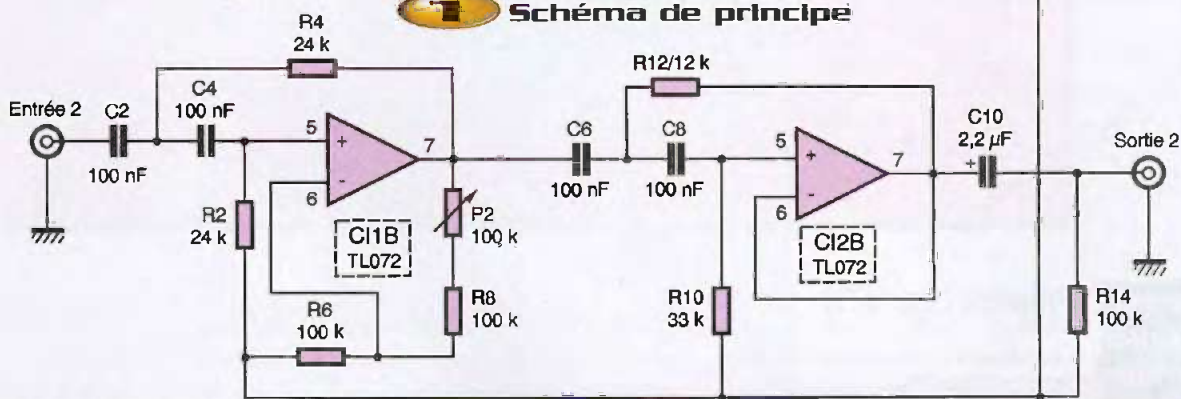 Schéma de principe
R4
24 k
R12/12 k
Entrée 2
C2
C4
100 nF
100 nF
5
+
7
6
-
R2
24 k
CI1B
TL072
P2
100 k
R6
100 k
R8
100 k
C6
100 nF
C8
100 nF
5
+
7
6
-
CI2B
TL072
R10
33 k
C10
2,2 µF
+
Sortie 2
R14
100 k